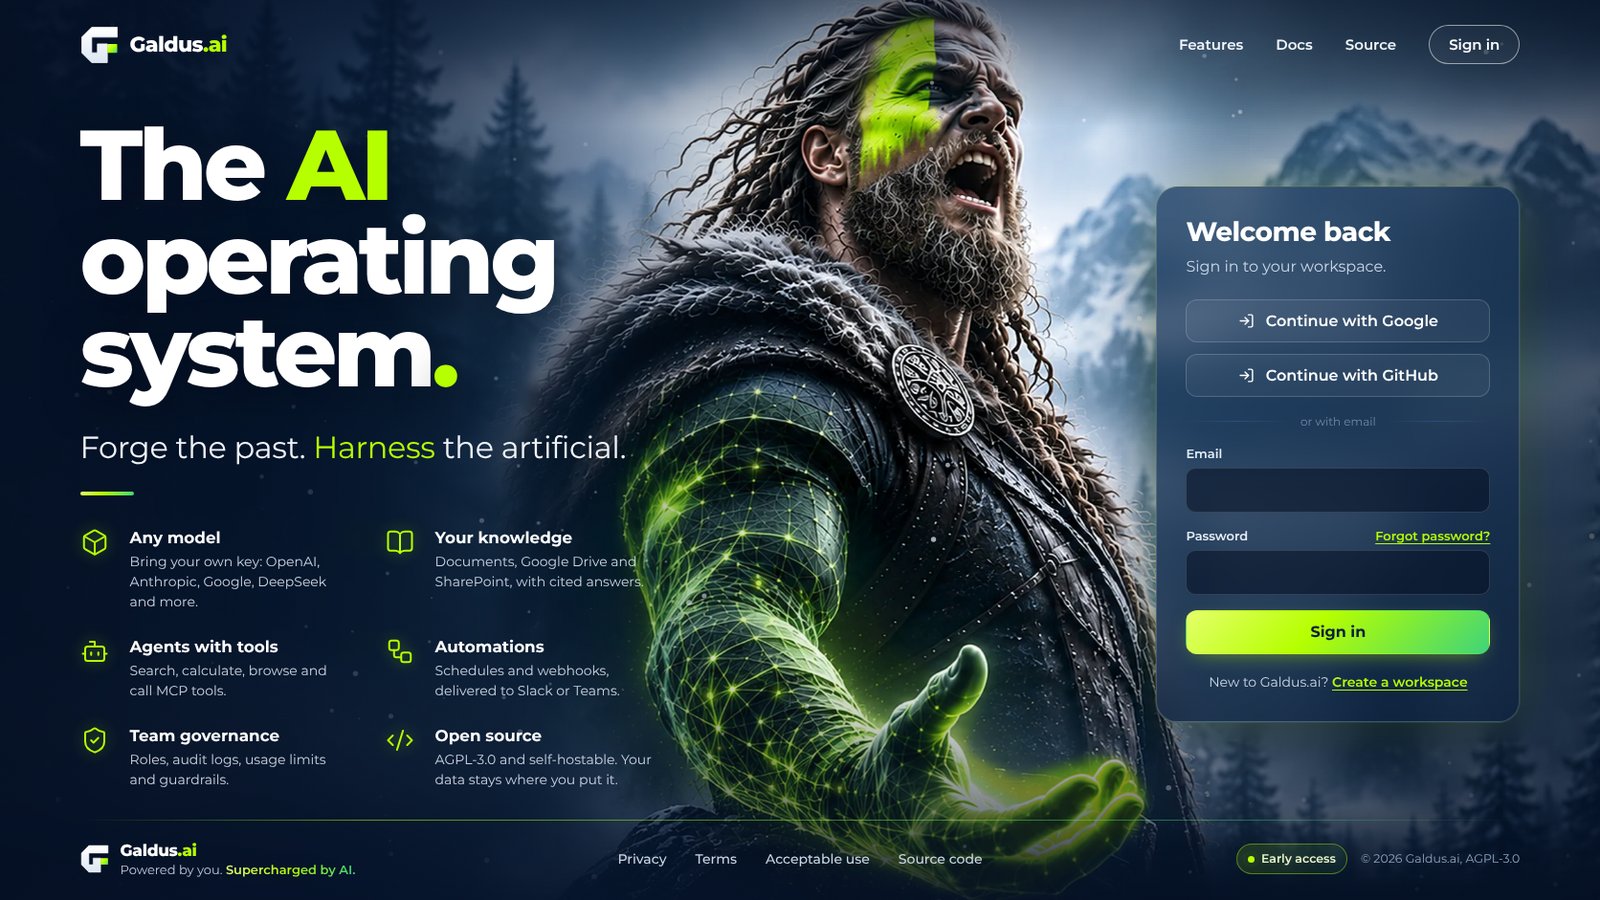 Galdus.ai
Features
Docs
Source
Sign in
The AI
operating
system.
Forge the past. Harness the artificial.
Any model
Bring your own key: OpenAI,
Anthropic, Google, DeepSeek
and more.
Your knowledge
Documents, Google Drive and
SharePoint, with cited answers.
Agents with tools
Search, calculate, browse and
call MCP tools.
Automations
Schedules and webhooks,
delivered to Slack or Teams.
Team governance
Roles, audit logs, usage limits
and guardrails.
Open source
AGPL-3.0 and self-hostable. Your
data stays where you put it.
Welcome back
Sign in to your workspace.
Continue with Google
Continue with GitHub
or with email
Email
Password
Forgot password?
Sign in
New to Galdus.ai? Create a workspace
Galdus.ai
Powered by you. Supercharged by AI.
Privacy
Terms
Acceptable use
Source code
Early access
© 2026 Galdus.ai, AGPL-3.0